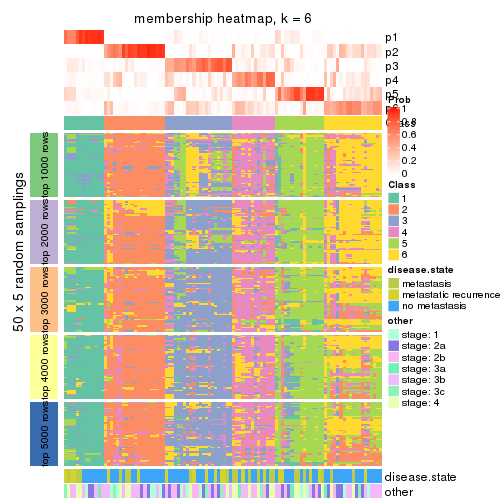 membership heatmap, k = 6
p1
p2
p3
p4
p5
p6
Prob
1
0.8
0.6
0.4
0.2
0
Class
Class
1
2
3
4
5
6
disease.state
metastasis
metastatic recurrence
no metastasis
other
stage: 1
stage: 2a
stage: 2b
stage: 3a
stage: 3b
stage: 3c
stage: 4
50 x 5 random samplings
top 1000 rows
top 2000 rows
top 3000 rows
top 4000 rows
top 5000 rows
disease.state
other